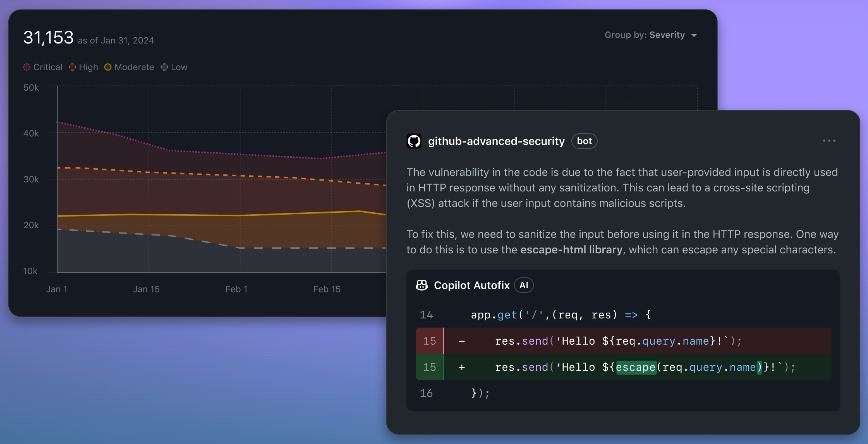 31,153 as of Jan 31, 2024
Group by: Severity
Critical High Moderate Low
50k
40k
30k
20k
10k
Jan 1 Jan 15 Feb 1 Feb 15
github-advanced-security bot
The vulnerability in the code is due to the fact that user-provided input is directly used
in HTTP response without any sanitization. This can lead to a cross-site scripting
(XSS) attack if the user input contains malicious scripts.
To fix this, we need to sanitize the input before using it in the HTTP response. One way
to do this is to use the escape-html library, which can escape any special characters.
Copilot Autofix AI
14 app.get('/',(req, res) => {
15 - res.send('Hello ${req.query.name}!`);
15 + res.send('Hello ${escape(req.query.name)}!`);
16 });